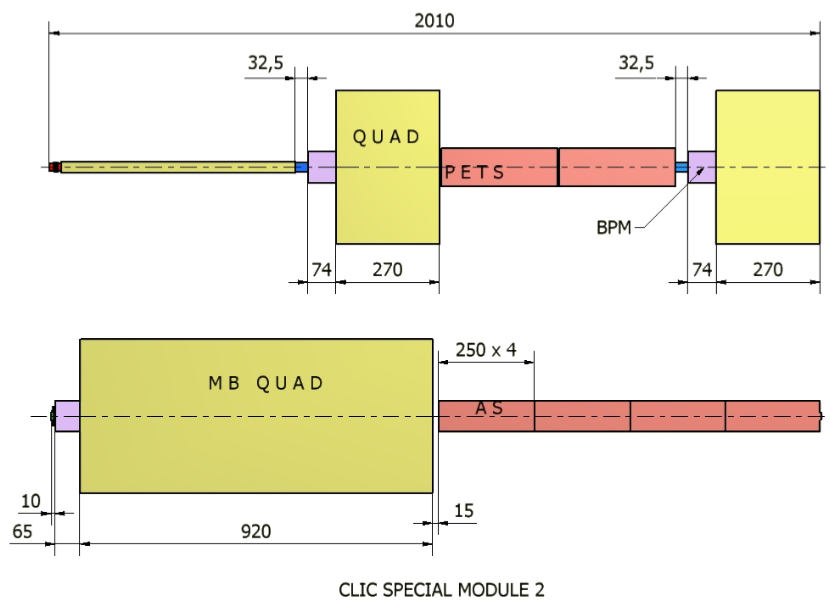 2010
32,5 32,5
QUAD
PETS
BPM
74 270 74 270
250 x 4
MB QUAD
AS
10
15
65 920
CLIC SPECIAL MODULE 2